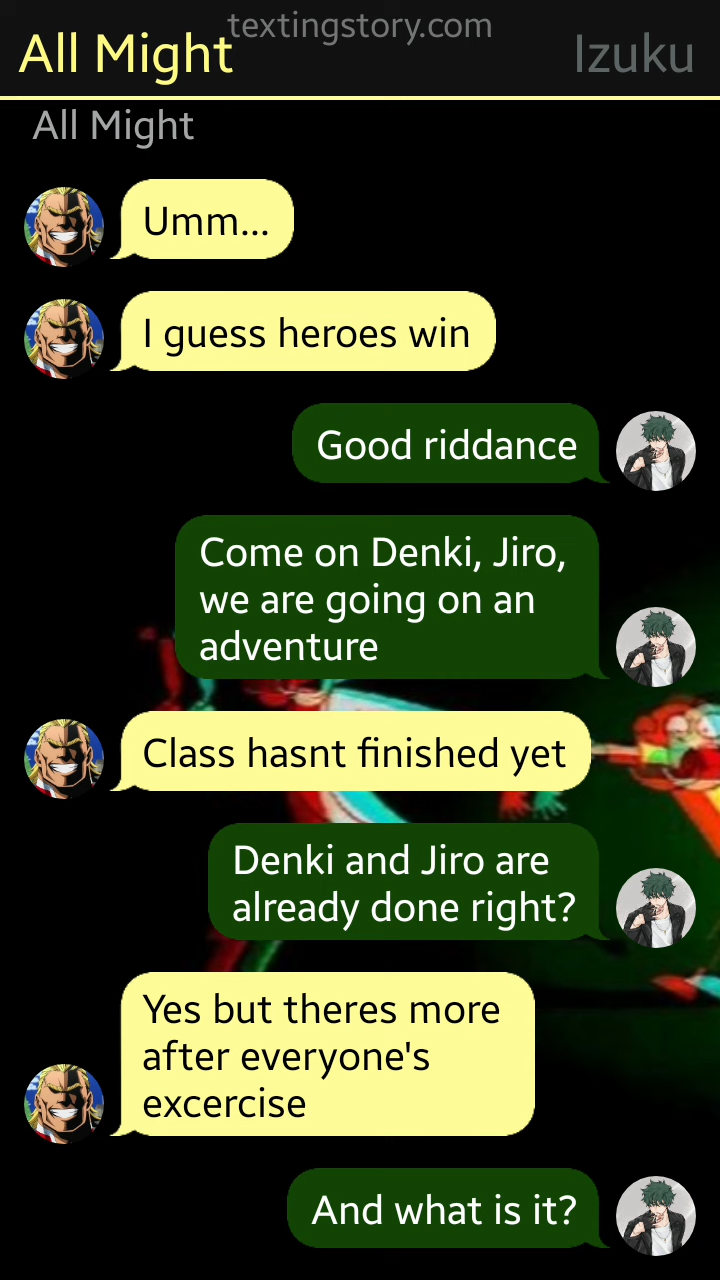 textingstory.com
All Might
Izuku
All Might
Umm...
I guess heroes win
Good riddance
Come on Denki, Jiro,
we are going on an
adventure
Class hasnt finished yet
Denki and Jiro are
already done right?
Yes but theres more
after everyone's
excercise
And what is it?